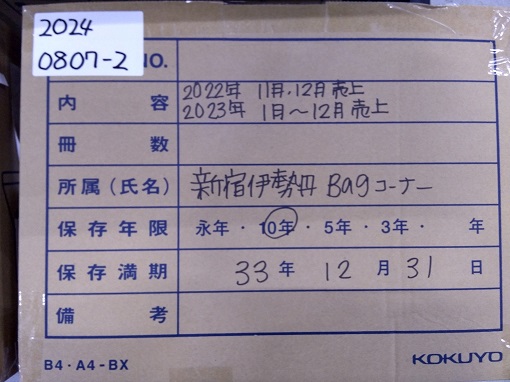 2024
0807-2
NO.
内容 2022年 11月、12月売上
2023年 1月〜12月売上
冊数
所属(氏名) 新宿伊勢丹 Bagコーナー
保存年限 永年・10年・5年・3年・ 年
保存満期 33年 12月31日
備考
B4・A4-BX KOKUYO